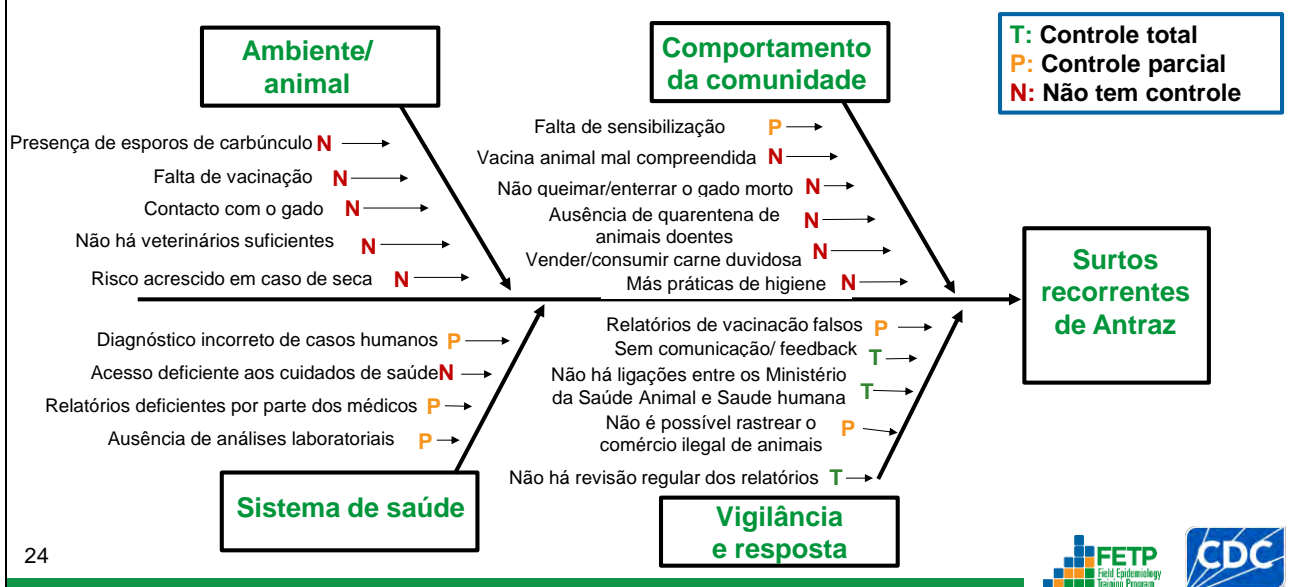 Ambiente/
animal
Comportamento
da comunidade
T: Controle total
P: Controle parcial
N: Não tem controle
Presença de esporos de carbúnculo N
Falta de vacinação N
Contacto com o gado N
Não há veterinários suficientes N
Risco acrescido em caso de seca N
Falta de sensibilização P
Vacina animal mal compreendida N
Não queimar/enterrar o gado morto N
Ausência de quarentena de
animais doentes N
Vender/consumir carne duvidosa N
Más práticas de higiene N
Surtos
recorrentes
de Antraz
Diagnóstico incorreto de casos humanos P
Acesso deficiente aos cuidados de saúde N
Relatórios deficientes por parte dos médicos P
Ausência de análises laboratoriais P
Relatórios de vacinação falsos P
Sem comunicação/ feedback T
Não há ligações entre os Ministério
da Saúde Animal e Saude humana T
Não é possível rastrear o
comércio ilegal de animais P
Não há revisão regular dos relatórios T
Sistema de saúde
Vigilância
e resposta
24
FETP
Field Epidemiology
Training Program
CDC